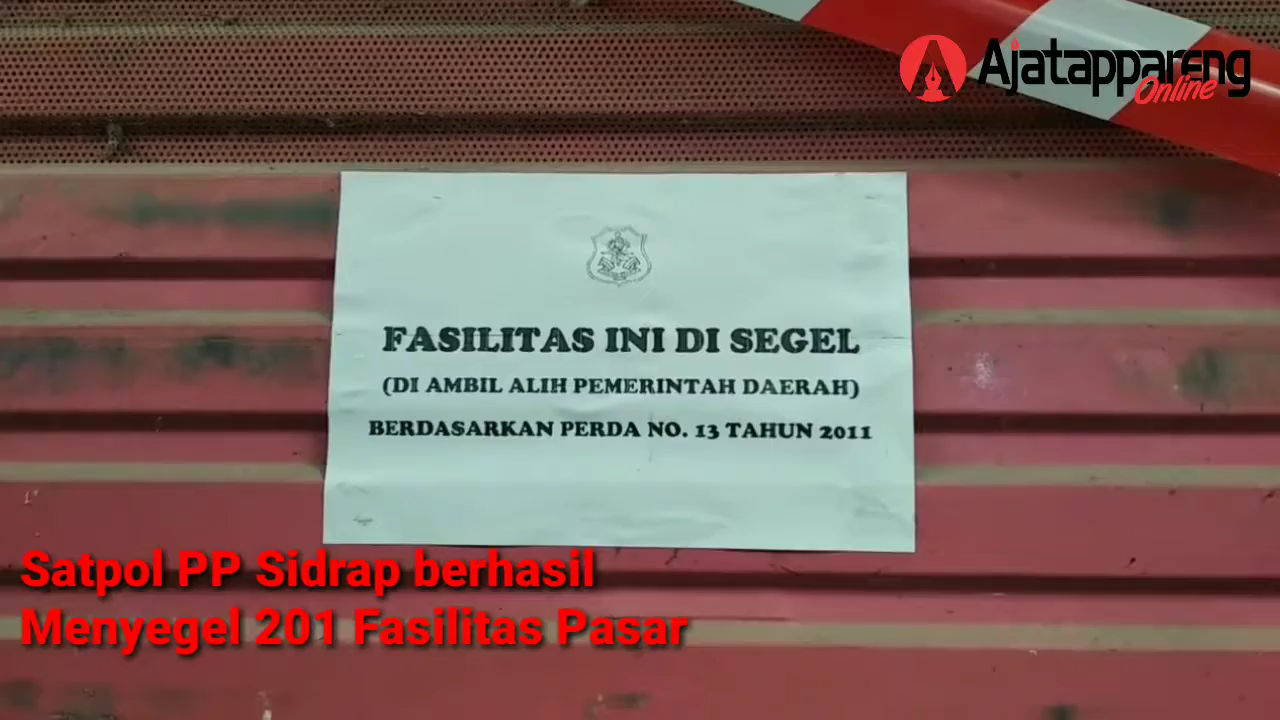 Ajatappareng
Online
FASILITAS INI DI SEGEL
(DI AMBIL ALIH PEMERINTAH DAERAH)
BERDASARKAN PERDA NO. 13 TAHUN 2011
Satpol PP Sidrap berhasil
Menyegel 201 Fasilitas Pasar